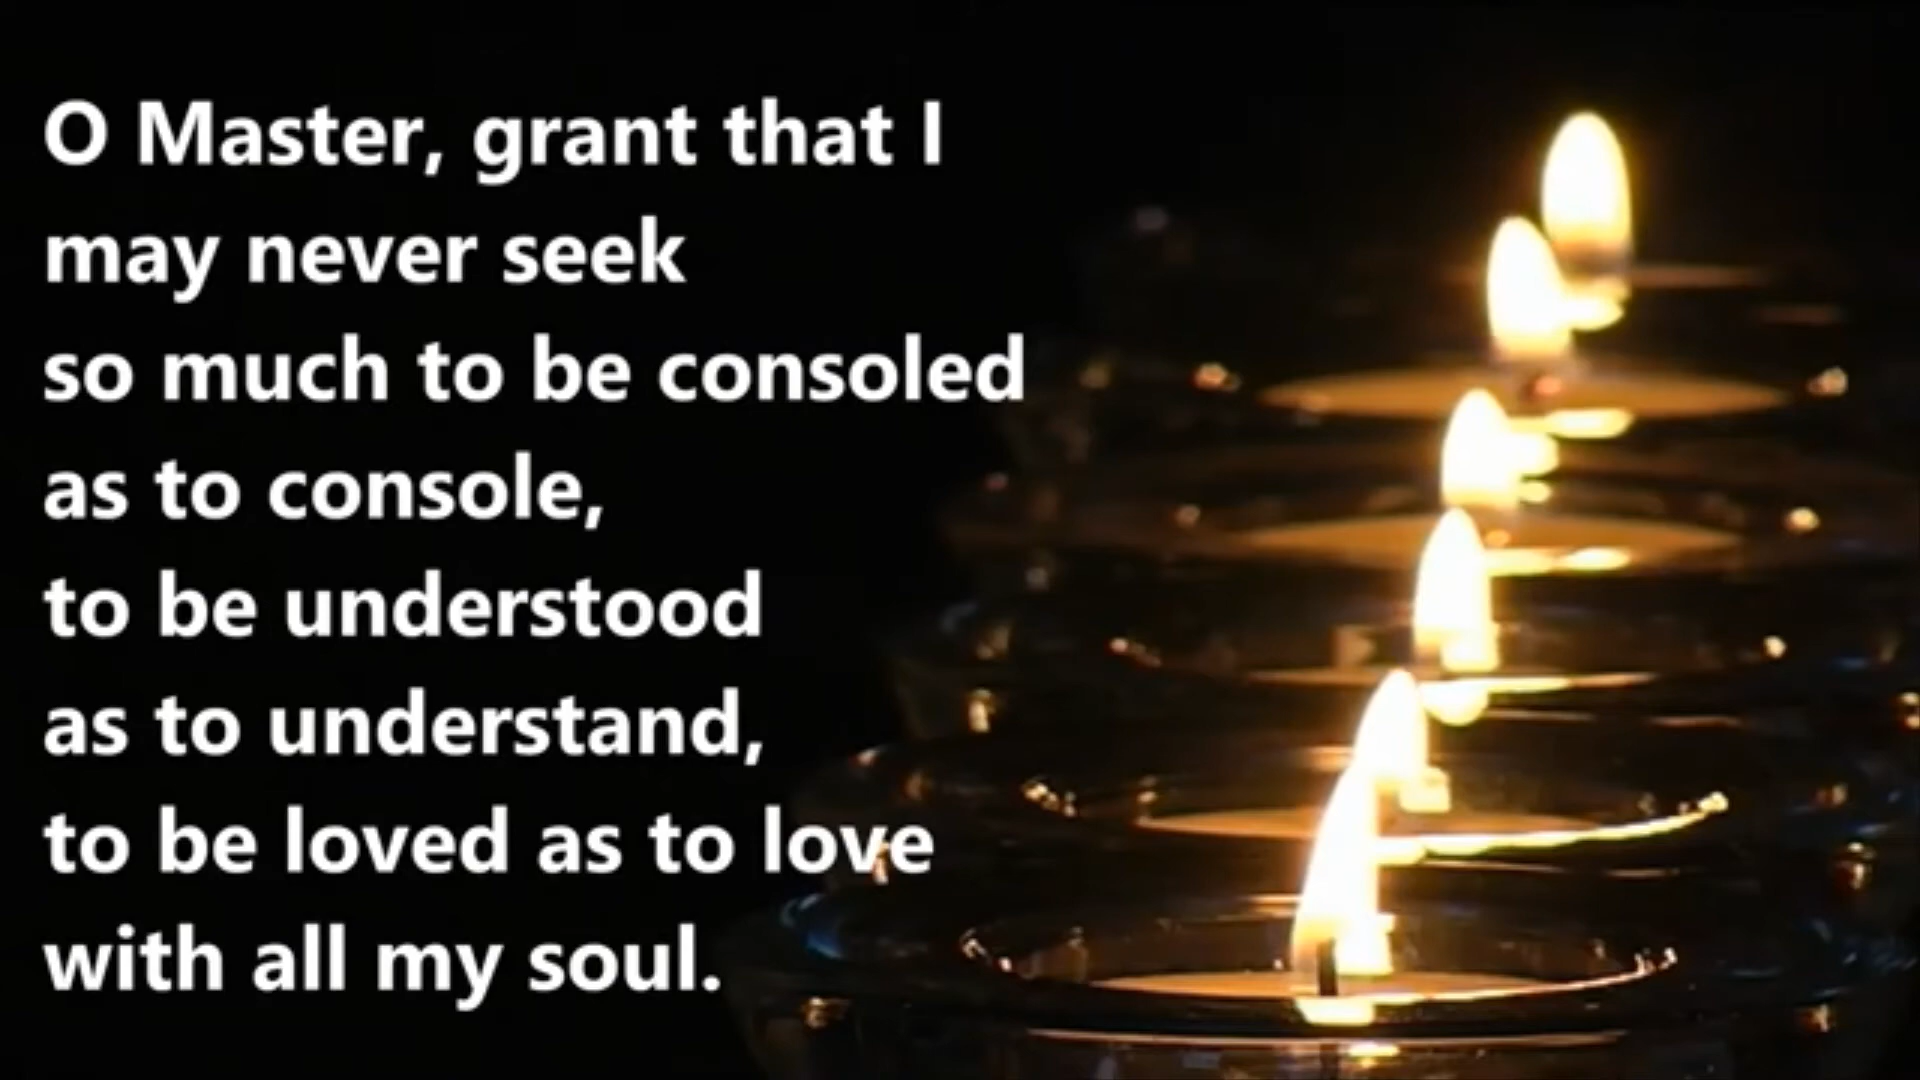 O Master, grant that I
may never seek
so much to be consoled
as to console,
to be understood
as to understand,
to be loved as to love
with all my soul.